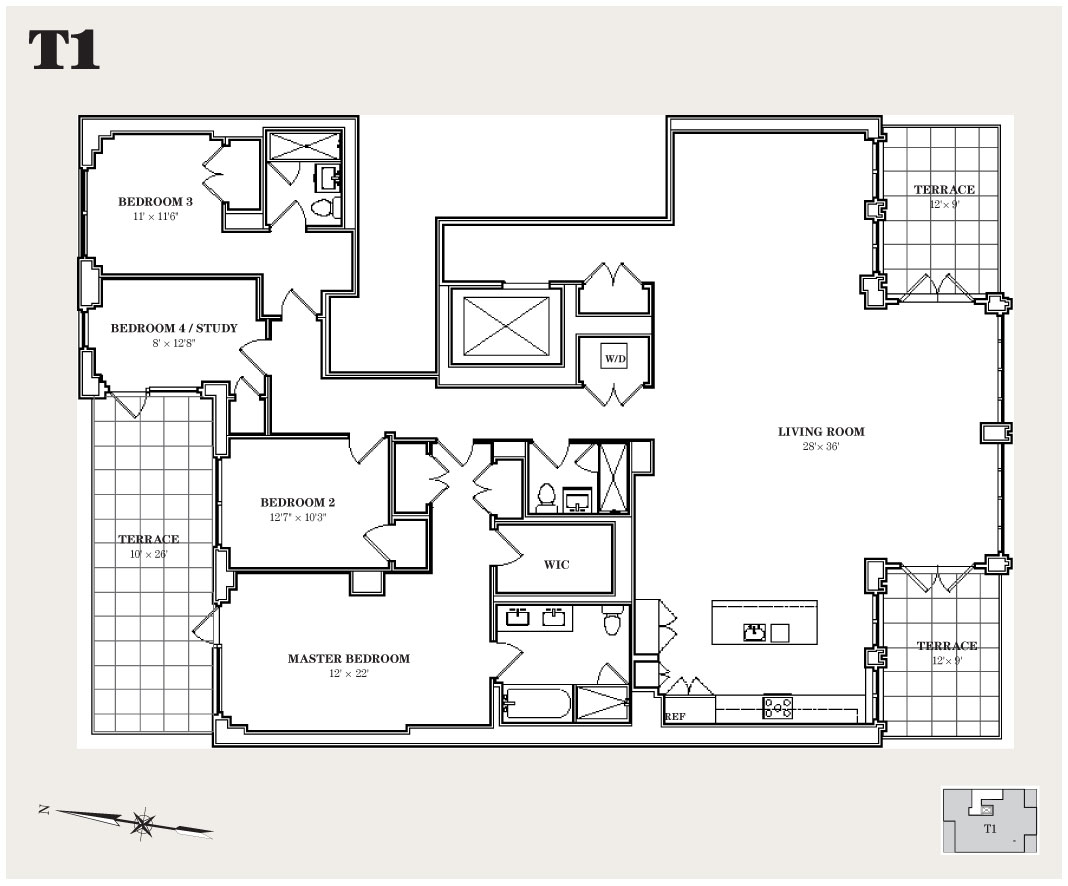 T1
BEDROOM 3
11' × 11'6"
TERRACE
12' × 9'
BEDROOM 4 / STUDY
8' × 12'8"
W/D
LIVING ROOM
28' × 36'
BEDROOM 2
12'7" × 10'3"
TERRACE
10' × 26'
WIC
MASTER BEDROOM
12' × 22'
TERRACE
12' × 9'
REF
N
T1